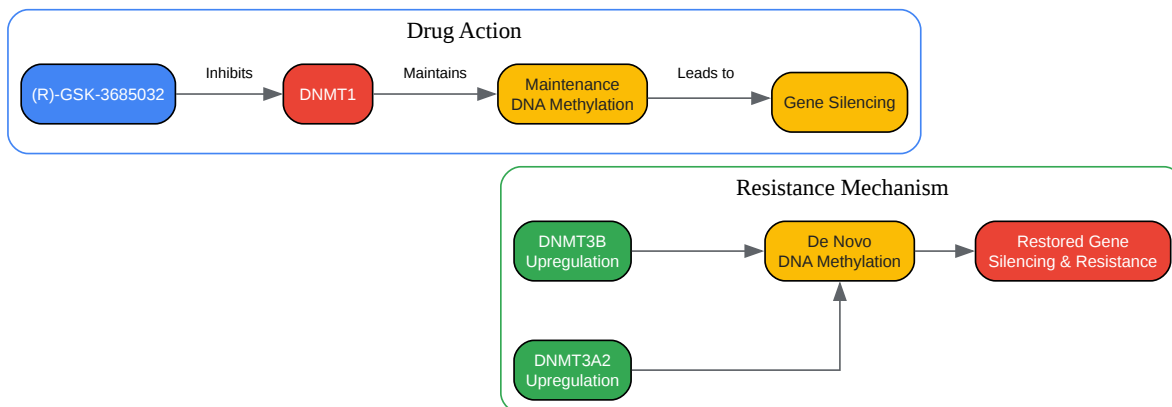 Drug Action
(R)-GSK-3685032
Inhibits
DNMT1
Maintains
Maintenance
DNA Methylation
Leads to
Gene Silencing
Resistance Mechanism
DNMT3B
Upregulation
De Novo
DNA Methylation
Restored Gene
Silencing & Resistance
DNMT3A2
Upregulation